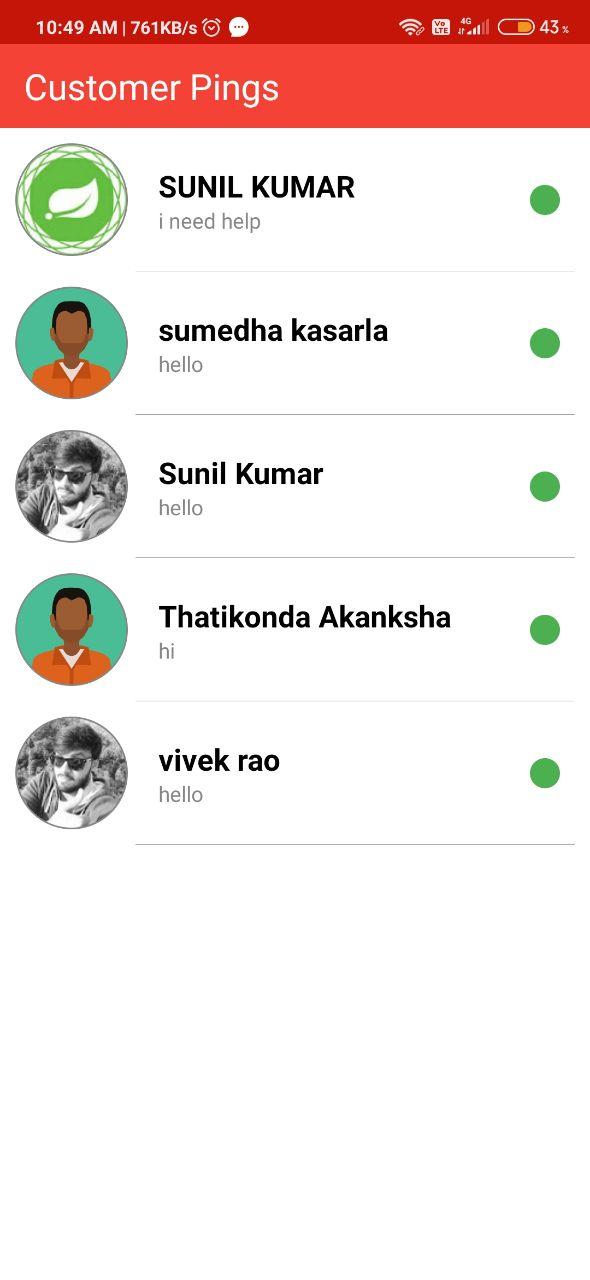 10:49 AM | 761KB/s Vo LTE 4G 43 %
Customer Pings
SUNIL KUMAR
i need help
sumedha kasarla
hello
Sunil Kumar
hello
Thatikonda Akanksha
hi
vivek rao
hello